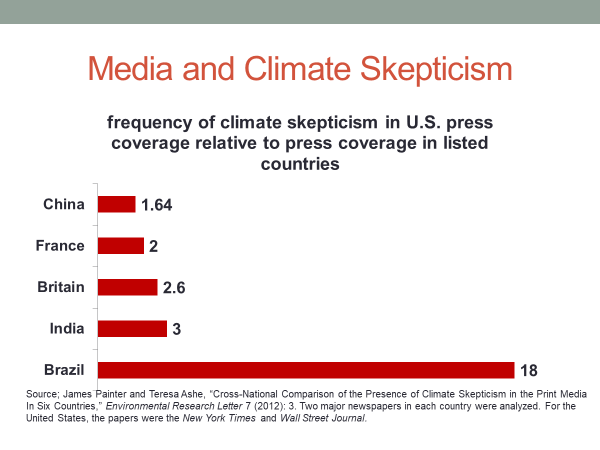 Media and Climate Skepticism
frequency of climate skepticism in U.S. press
coverage relative to press coverage in listed
countries
China 1.64
France 2
Britain 2.6
India 3
Brazil 18
Source; James Painter and Teresa Ashe, “Cross-National Comparison of the Presence of Climate Skepticism in the Print Media
In Six Countries,” Environmental Research Letter 7 (2012): 3. Two major newspapers in each country were analyzed. For the
United States, the papers were the New York Times and Wall Street Journal.